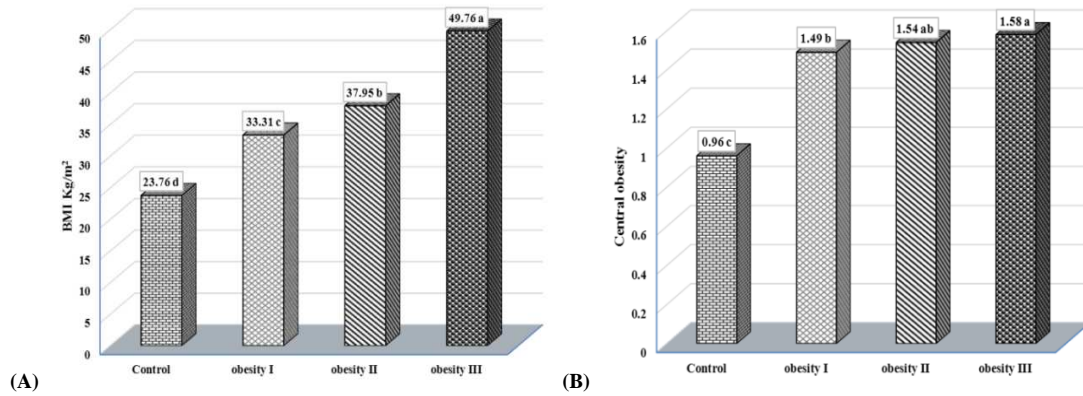 49.76 a
50
45
40
35
30
25
20
15
10
5
0
BMI Kg/m²
37.95 b
33.31 c
23.76 d
Control
obesity I
obesity II
obesity III
(A)
1.58 a
1.54 ab
1.49 b
0.96 c
1.6
1.4
1.2
1
0.8
0.6
0.4
0.2
0
Central obesity
Control
obesity I
obesity II
obesity III
(B)